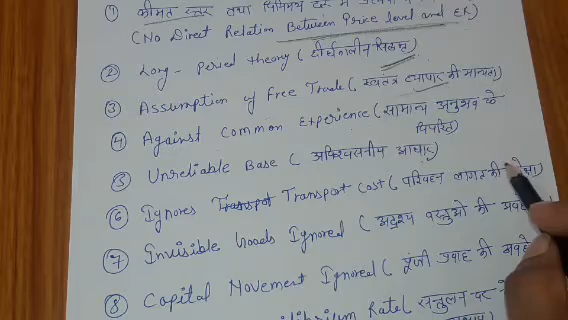 ① कीमत स्तर तथा विनिमय दर में
(No Direct Relation Between Price level and ER)
② Long-Period theory (दीर्घकालीन सिद्धान्त)
③ Assumption of Free Trade (स्वतंत्र व्यापार की मान्यता)
④ Against Common Experience (सामान्य अनुभव के
विपरित)
⑤ Unreliable Base (अविश्वसनीय आधार)
⑥ Ignores Transport Cost (परिवहन लागत की
⑦ Invisible Goods Ignored (अदृश्य वस्तुओ की
⑧ Capital Movement Ignored (पूंजी प्रवाह की
Rate (सन्तुलन दर